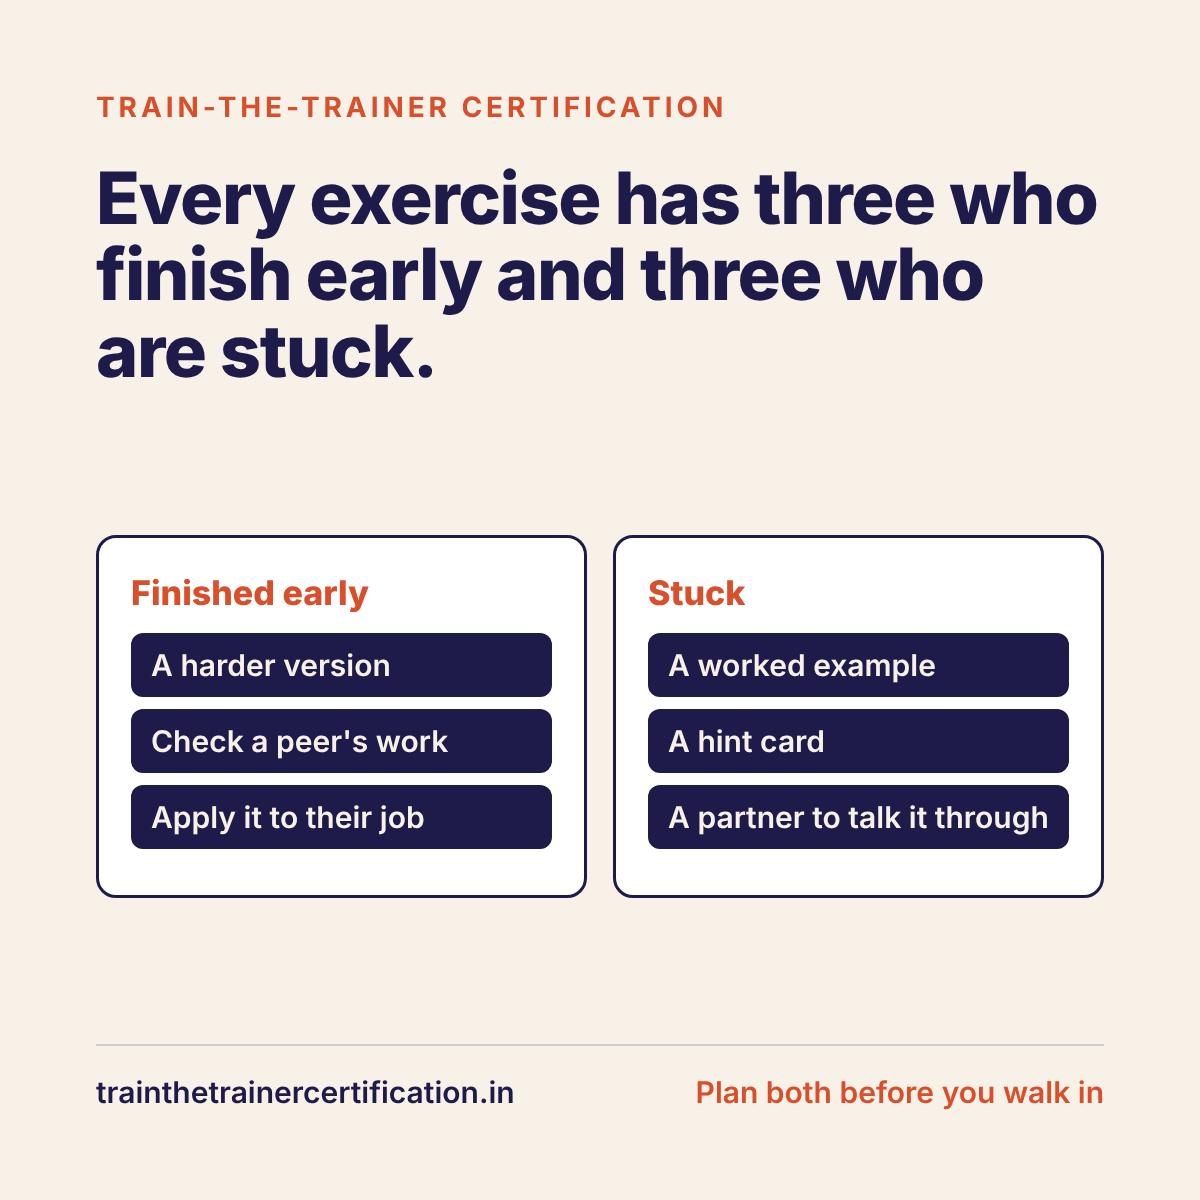 TRAIN-THE-TRAINER CERTIFICATION
Every exercise has three who
finish early and three who
are stuck.
Finished early
A harder version
Check a peer's work
Apply it to their job
Stuck
A worked example
A hint card
A partner to talk it through
trainthetrainercertification.in
Plan both before you walk in